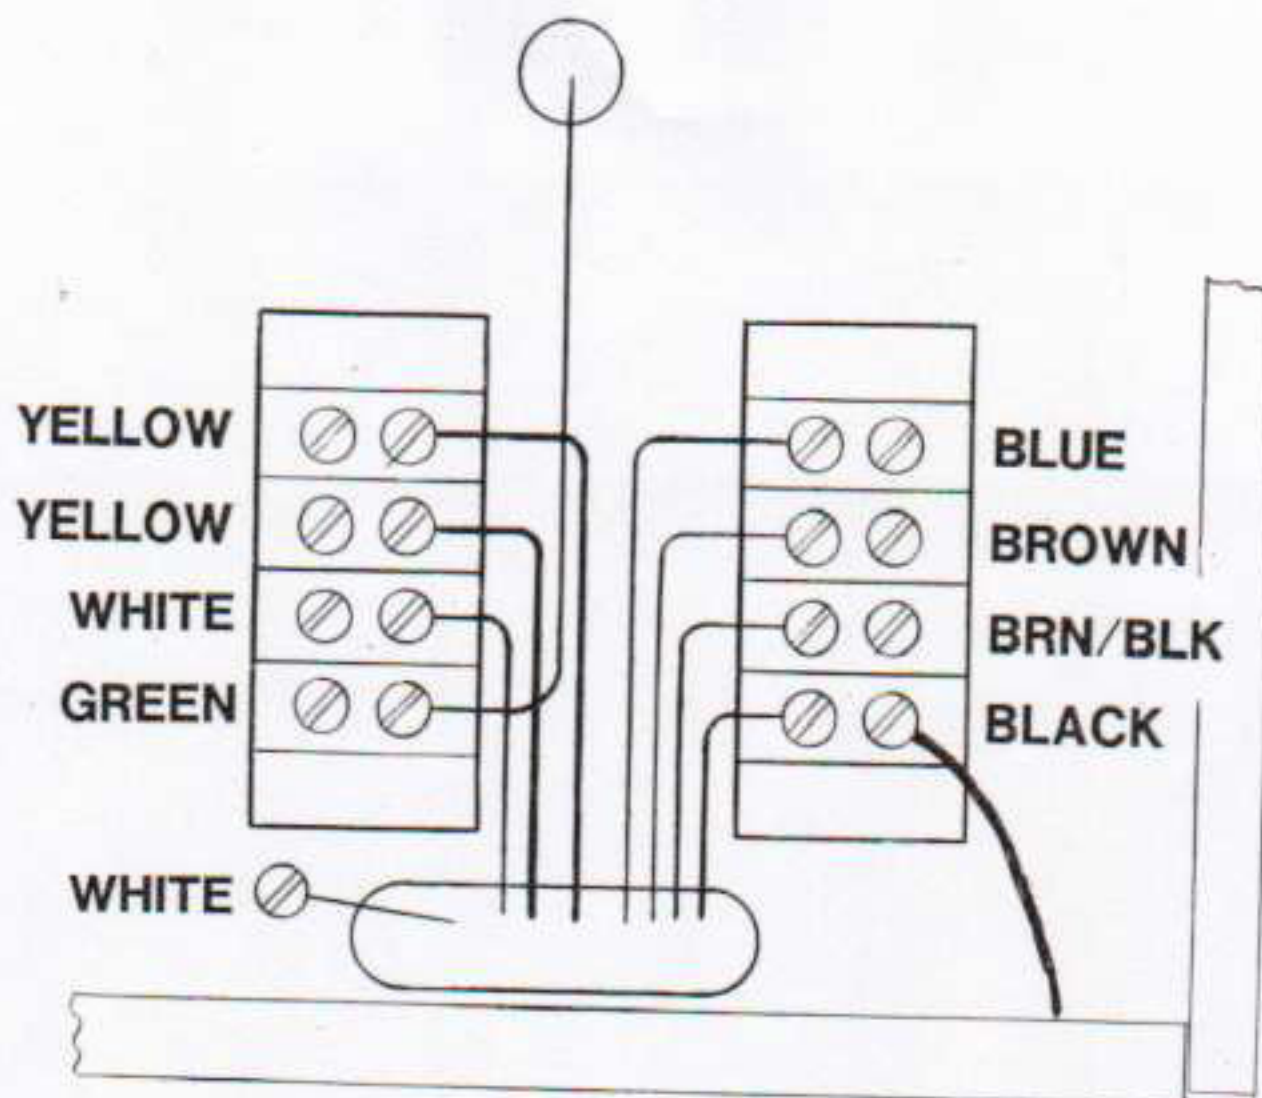 YELLOW
YELLOW
WHITE
GREEN
WHITE
BLUE
BROWN
BRN/BLK
BLACK